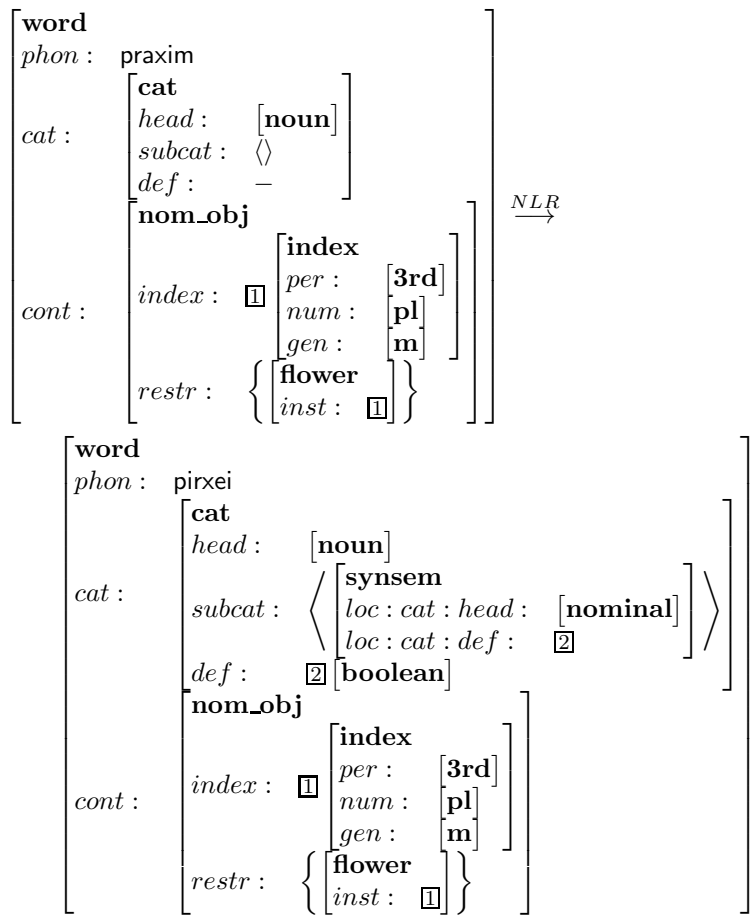 word
phon : praxim
cat
head : [noun]
cat : subcat : ⟨⟩
def : −
NLR
⟶
nom_obj
index
per : [3rd]
cont : index : 1 num : [pl]
gen : [m]
flower
restr : { inst : 1 }
word
phon : pirxei
cat
head : [noun]
synsem
cat : subcat : ⟨ loc : cat : head : [nominal] ⟩
loc : cat : def : 2
def : 2 [boolean]
nom_obj
index
per : [3rd]
cont : index : 1 num : [pl]
gen : [m]
flower
restr : { inst : 1 }